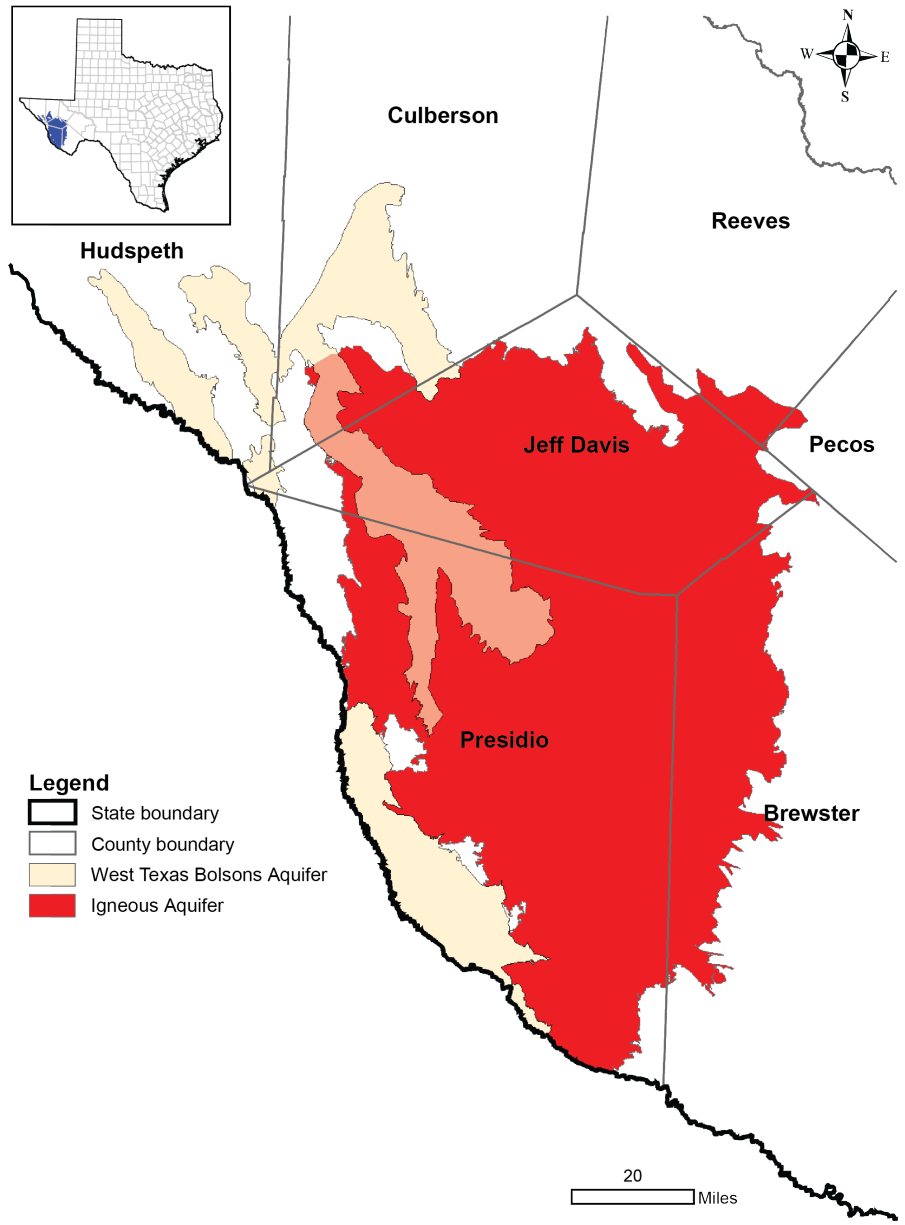 N
W E
S
Culberson
Reeves
Hudspeth
Jeff Davis
Pecos
Presidio
Brewster
Legend
State boundary
County boundary
West Texas Bolsons Aquifer
Igneous Aquifer
20
Miles